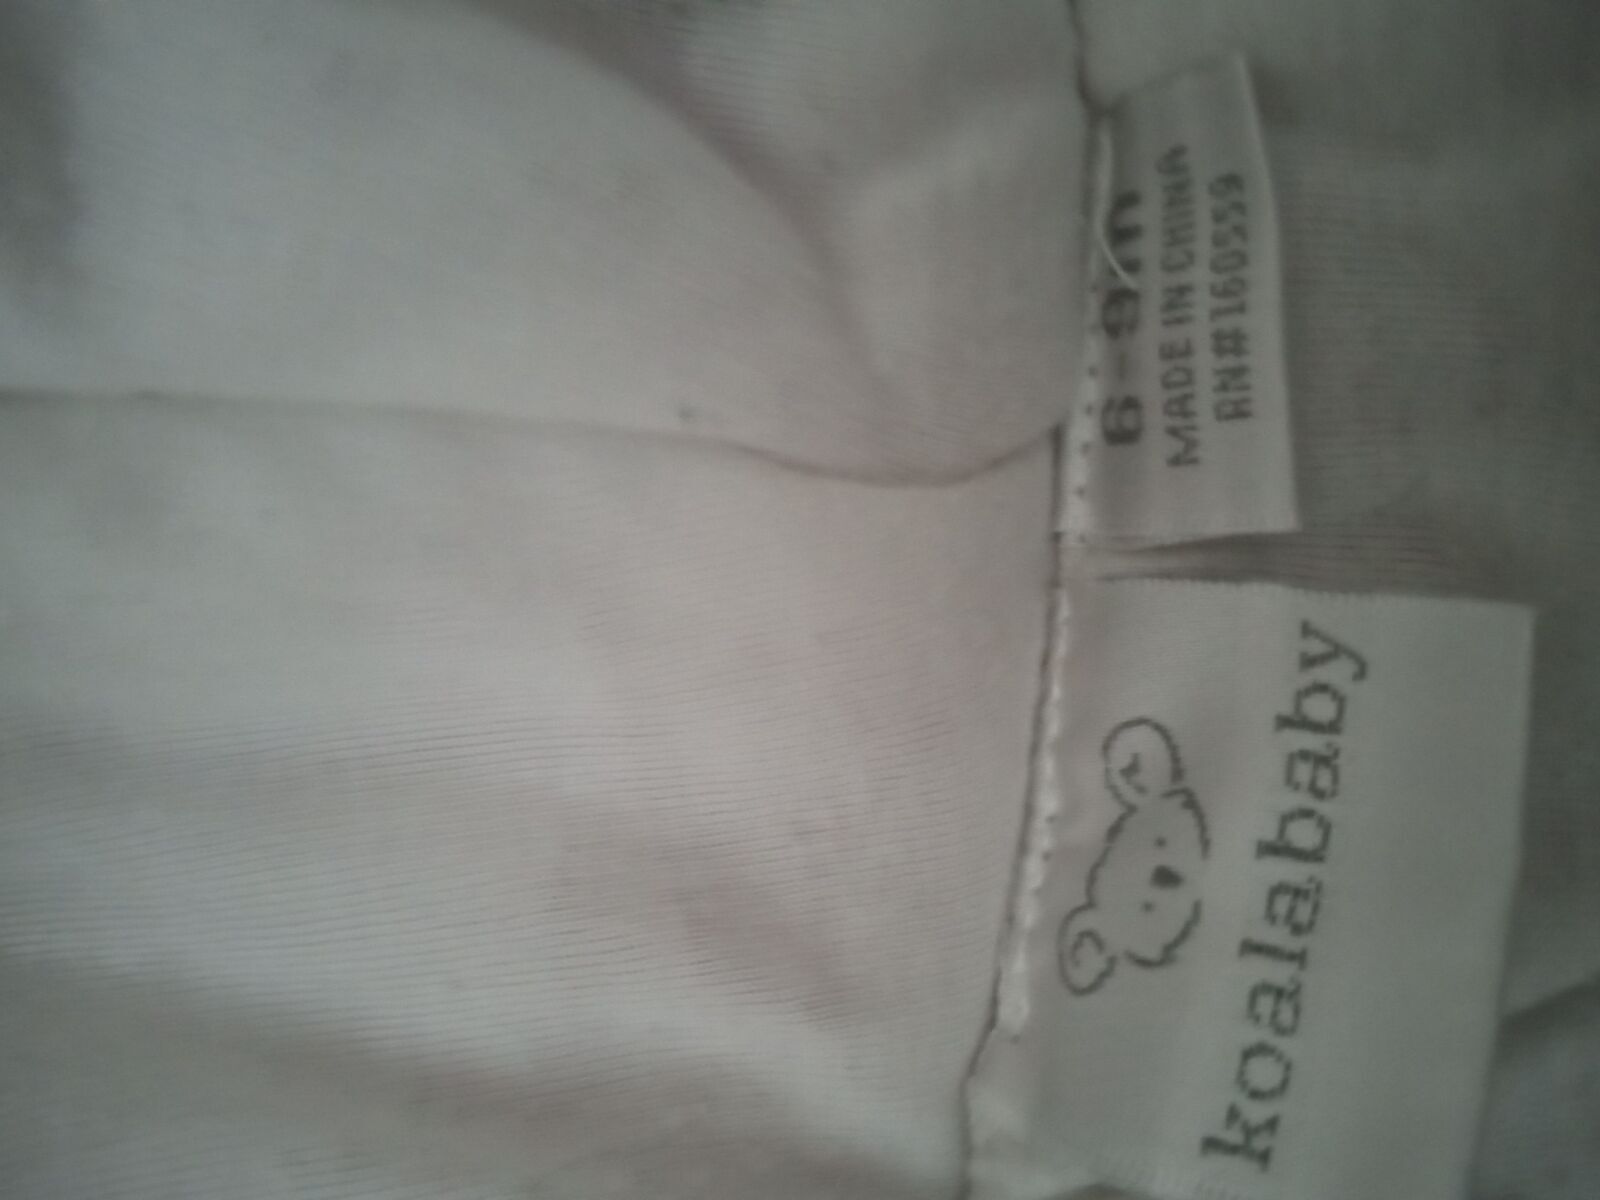 koalababy
6-9m
MADE IN CHINA
RN#160559